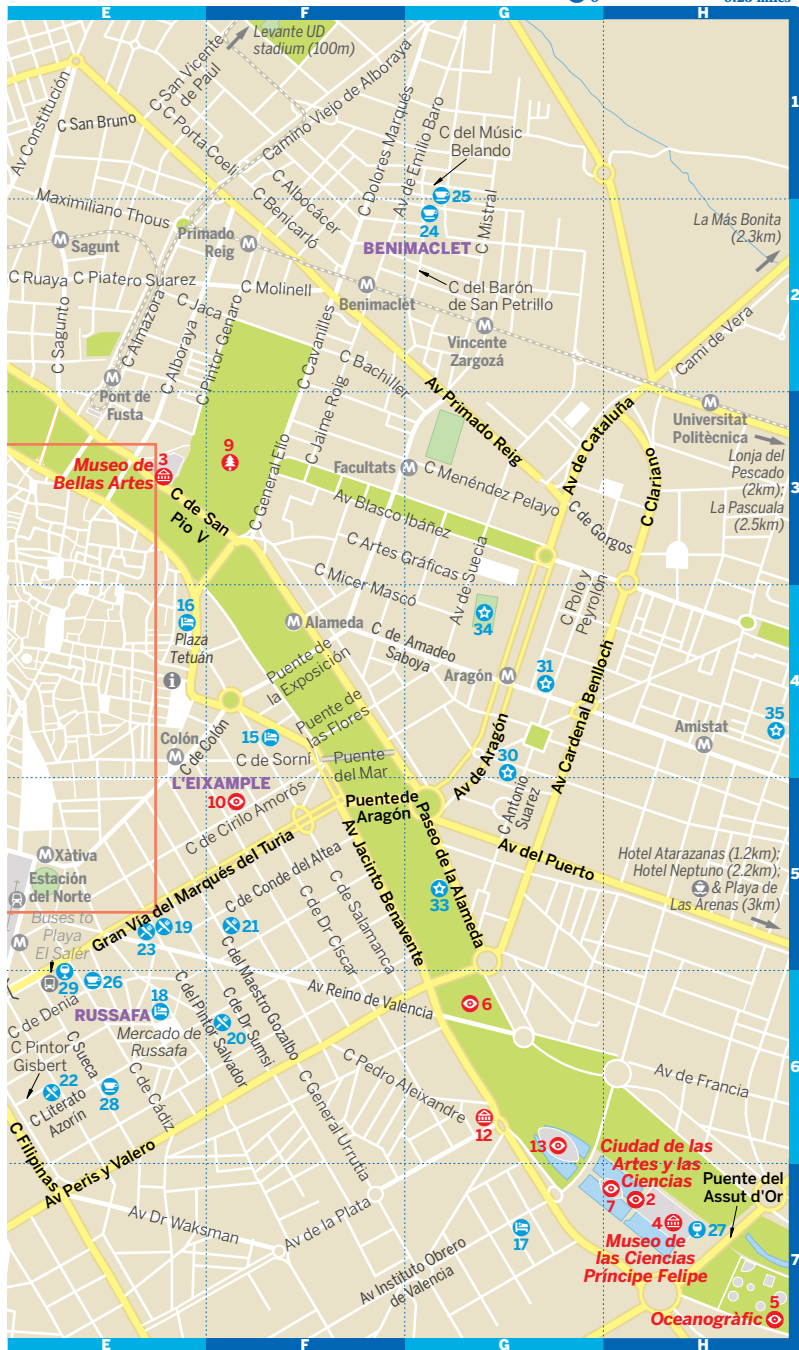 0
0.25 miles
E
F
G
H
Levante UD
stadium (100m)
C San Vicente
de Paul
Av Constitución
C San Bruno
C Porta Coeli
Camino Viejo de Alboraya
C Dolores Marqués
Av de Emilio Baro
C del Músic
Belando
1
25
24
BENIMACLET
C Mistral
C Albocácer
C Benicarló
Maximiliano Thous
Sagunt
Primado
Reig
La Más Bonita
(2.3km)
C Ruaya
C Piatero Suarez
C Molinell
Benimaclet
C del Barón
de San Petrillo
2
C Sagunto
C Almazora
C Jaca
C Alboraya
C Pintor Genaro
C Cavanilles
C Bachiller
Vincente
Zargozá
Cami de Vera
Pont de
Fusta
C Jaime Roig
Av Primado Reig
Av de Cataluña
Universitat
Politècnica
3
Museo de
Bellas Artes
9
C General Elío
Facultats
C Menéndez Pelayo
C Clariano
Lonja del
Pescado
(2km);
La Pascuala
(2.5km)
3
C de San
Pio V
Av Blasco Ibáñez
C de Gorgos
C Artes Gráficas
C Micer Mascó
Av de Suecia
C Polo y
Peyrolón
16
Plaza
Tetuán
Alameda
34
C de Amadeo
Saboya
Puente de
la Exposición
Aragón
31
4
Av Cardenal Benlloch
Puente de
las Flores
Colón
C de Colón
15
C de Sorní
Puente
del Mar
Av de Aragón
30
Amistat
35
L'EIXAMPLE
10
C de Cirilo Amorós
Puente de
Aragón
Paseo de la Alameda
C Antonio
Suarez
Av del Puerto
Xàtiva
Estación
del Norte
Gran Vía del Marqués del Turia
C de Conde del Altea
Av Jacinto Benavente
33
Hotel Atarazanas (1.2km);
Hotel Neptuno (2.2km);
& Playa de
Las Arenas (3km)
5
Buses to
Playa
El Saler
23
19
21
C de Salamanca
C de Dr Císcar
29
26
18
RUSSAFA
Mercado de
Russafa
C del Maestro Gozalbo
C de Dr Sumsi
C del Pintor Salvador
20
Av Reino de Valencia
6
C de Denia
C Pintor
Gisbert
C Sueca
22
C Literato
Azorín
28
C de Cádiz
C Pedro Aleixandre
C General Urrutia
Av de Francia
6
C Filipinas
Av Peris y Valero
12
13
Ciudad de las
Artes y las
Ciencias
Puente del
Assut d'Or
7
2
4
27
Museo de
las Ciencias
Príncipe Felipe
Av Dr Waksman
Av de la Plata
17
Av Instituto Obrero
de Valencia
7
5
Oceanogràfic
E
F
G
H